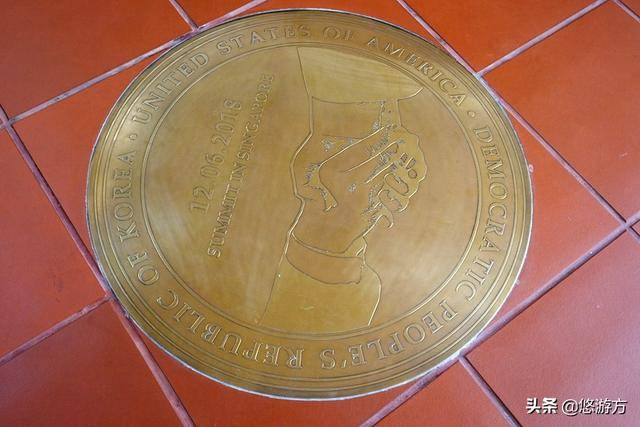 UNITED STATES OF AMERICA • DEMOCRATIC PEOPLE'S REPUBLIC OF KOREA •
12.06.2018
SUMMIT IN SINGAPORE
头条 @悠游方